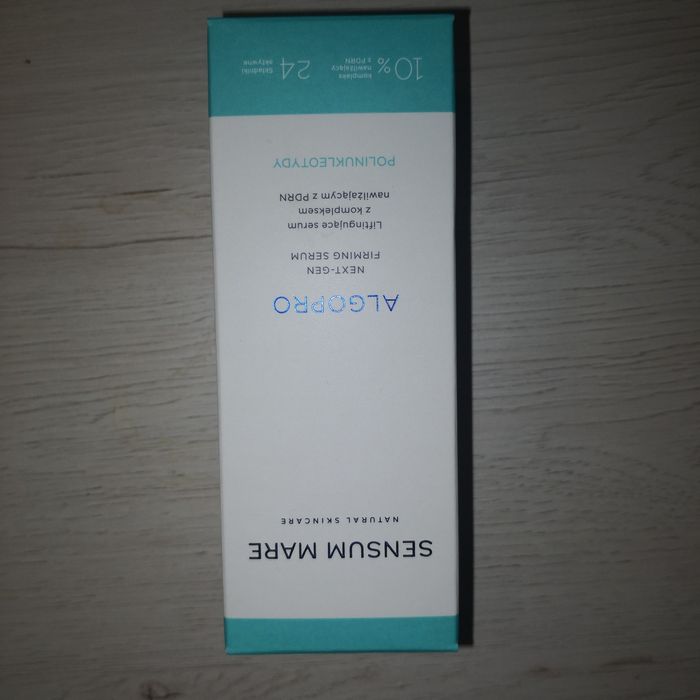 SENSUM MARE
NATURAL SKINCARE
ALGOPRO
NEXT-GEN
FIRMING SERUM
Liftingujące serum
z kompleksem
nawilżającym z PDRN
POLINUKLEOTYDY
10% kompleks
nawilżający
z PDRN
24 składniki
aktywne